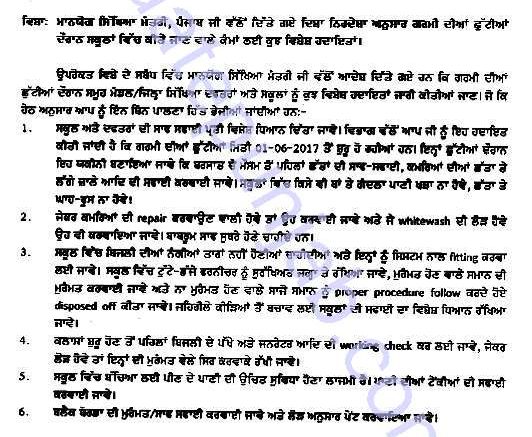 ਵਿਸ਼ਾ: ਮਾਨਯੋਗ ਸਿੱਖਿਆ ਮੰਤਰੀ, ਪੰਜਾਬ ਜੀ ਵੱਲੋਂ ਦਿੱਤੇ ਗਏ ਦਿਸ਼ਾ ਨਿਰਦੇਸ਼ਾਂ ਅਨੁਸਾਰ ਗਰਮੀ ਦੀਆਂ ਛੁੱਟੀਆਂ
ਦੌਰਾਨ ਸਕੂਲਾਂ ਵਿੱਚ ਕੀਤੇ ਜਾਣ ਵਾਲੇ ਕੰਮਾਂ ਲਈ ਕੁਝ ਵਿਸ਼ੇਸ਼ ਹਦਾਇਤਾਂ।
ਉਪਰੋਕਤ ਵਿਸ਼ੇ ਦੇ ਸਬੰਧ ਵਿੱਚ ਮਾਨਯੋਗ ਸਿੱਖਿਆ ਮੰਤਰੀ ਜੀ ਵੱਲੋਂ ਆਦੇਸ਼ ਦਿੱਤੇ ਗਏ ਹਨ ਕਿ ਗਰਮੀ ਦੀਆਂ
ਛੁੱਟੀਆਂ ਦੌਰਾਨ ਸਮੂਹ ਮੰਡਲ/ਜਿਲ੍ਹਾ ਸਿੱਖਿਆ ਦਫਤਰਾਂ ਅਤੇ ਸਕੂਲਾਂ ਨੂੰ ਕੁਝ ਵਿਸ਼ੇਸ਼ ਹਦਾਇਤਾਂ ਜਾਰੀ ਕੀਤੀਆਂ ਜਾਣ। ਜੋ ਕਿ
ਹੇਠ ਅਨੁਸਾਰ ਆਪ ਨੂੰ ਇੰਨ ਬਿੰਨ ਪਾਲਣਾ ਹਿੱਤ ਭੇਜੀਆਂ ਜਾਂਦੀਆਂ ਹਨ:-
1. ਸਕੂਲ ਅਤੇ ਦਫਤਰਾਂ ਦੀ ਸਾਫ ਸਫਾਈ ਪ੍ਰਤੀ ਵਿਸ਼ੇਸ਼ ਧਿਆਨ ਦਿੱਤਾ ਜਾਵੇ। ਵਿਭਾਗ ਵੱਲੋਂ ਆਪ ਜੀ ਨੂੰ ਇਹ ਹਦਾਇਤ
ਕੀਤੀ ਜਾਂਦੀ ਹੈ ਕਿ ਗਰਮੀ ਦੀਆਂ ਛੁੱਟੀਆਂ ਮਿਤੀ 01-06-2017 ਤੋਂ ਸ਼ੁਰੂ ਹੋ ਰਹੀਆਂ ਹਨ। ਇਨ੍ਹਾਂ ਛੁੱਟੀਆਂ ਦੌਰਾਨ
ਇਹ ਯਕੀਨੀ ਬਣਾਇਆ ਜਾਵੇ ਕਿ ਬਰਸਾਤ ਦੇ ਮੌਸਮ ਤੋਂ ਪਹਿਲਾਂ ਛੱਤਾਂ ਦੀ ਸਾਫ-ਸਫਾਈ, ਕਮਰਿਆਂ ਦੀਆਂ ਛੱਤਾਂ ਤੇ
ਲੱਗੇ ਜਾਲੇ ਆਦਿ ਦੀ ਸਫਾਈ ਕਰਵਾਈ ਜਾਵੇ। ਸਕੂਲਾਂ ਵਿੱਚ ਕਿਸੇ ਵੀ ਥਾਂ ਤੇ ਗੰਦਲਾ ਪਾਣੀ ਖੜਾ ਨਾ ਹੋਵੇ, ਛੱਤਾਂ ਤੇ
ਘਾਹ-ਫੂਸ ਨਾ ਹੋਵੇ।
2. ਜੇਕਰ ਕਮਰਿਆਂ ਦੀ repair ਕਰਵਾਉਣ ਵਾਲੀ ਹੋਵੇ ਤਾਂ ਉਹ ਕਰਵਾਈ ਜਾਵੇ ਅਤੇ ਜੇ whitewash ਦੀ ਲੋੜ ਹੋਵੇ
ਉਹ ਵੀ ਕਰਵਾਇਆ ਜਾਵੇ। ਬਾਥਰੂਮ ਸਾਫ ਸੁਥਰੇ ਹੋਣੇ ਚਾਹੀਦੇ ਹਨ।
3. ਸਕੂਲ ਵਿੱਚ ਬਿਜਲੀ ਦੀਆਂ ਨੰਗੀਆਂ ਤਾਰਾਂ ਨਹੀਂ ਹੋਣੀਆਂ ਚਾਹੀਦੀਆਂ ਅਤੇ ਇਨ੍ਹਾਂ ਨੂੰ ਸਿਸਟਮ ਨਾਲ fitting ਕਰਵਾ
ਲਈ ਜਾਵੇ। ਸਕੂਲ ਵਿੱਚ ਟੁੱਟੇ-ਭੱਜੇ ਫਰਨੀਚਰ ਨੂੰ ਸੁਰੱਖਿਅਤ ਜਗ੍ਹਾ ਤੇ ਰੱਖਿਆ ਜਾਵੇ, ਮੁਰੰਮਤ ਹੋਣ ਵਾਲੇ ਸਮਾਨ ਦੀ
ਮੁਰੰਮਤ ਕਰਵਾਈ ਜਾਵੇ ਅਤੇ ਨਾ ਮੁਰੰਮਤ ਹੋਣ ਵਾਲੇ ਸਾਜੋ ਸਮਾਨ ਨੂੰ proper procedure follow ਕਰਦੇ ਹੋਏ
disposed off ਕੀਤਾ ਜਾਵੇ। ਜਹਿਰੀਲੇ ਕੀੜਿਆਂ ਤੋਂ ਬਚਾਵ ਲਈ ਸਕੂਲਾਂ ਦੀ ਸਫਾਈ ਦਾ ਵਿਸ਼ੇਸ਼ ਧਿਆਨ ਰੱਖਿਆ
ਜਾਵੇ।
4. ਕਲਾਸਾਂ ਸ਼ੁਰੂ ਹੋਣ ਤੋਂ ਪਹਿਲਾਂ ਬਿਜਲੀ ਦੇ ਪੱਖੇ ਅਤੇ ਜਨਰੇਟਰ ਆਦਿ ਦੀ working check ਕਰ ਲਈ ਜਾਵੇ, ਜੇਕਰ
ਲੋੜ ਹੋਵੇ ਤਾਂ ਇਨ੍ਹਾਂ ਦੀ ਮੁਰੰਮਤ ਵੇਲੇ ਸਿਰ ਕਰਵਾਕੇ ਰੱਖੀ ਜਾਵੇ।
5. ਸਕੂਲ ਵਿੱਚ ਬੱਚਿਆ ਲਈ ਪੀਣ ਦੇ ਪਾਣੀ ਦੀ ਉਚਿਤ ਸੁਵਿਧਾ ਹੋਣਾ ਲਾਜਮੀ ਹੈ। ਪਾਣੀ ਦੀਆਂ ਟੈਂਕੀਆਂ ਦੀ ਸਫਾਈ
ਕਰਵਾਈ ਜਾਵੇ।
6. ਬਲੈਕ ਬੋਰਡਾਂ ਦੀ ਮੁਰੰਮਤ/ਸਾਫ ਸਫਾਈ ਕਰਵਾਈ ਜਾਵੇ ਅਤੇ ਲੋੜ ਅਨੁਸਾਰ ਪੇਂਟ ਕਰਵਾਇਆ ਜਾਵੇ।